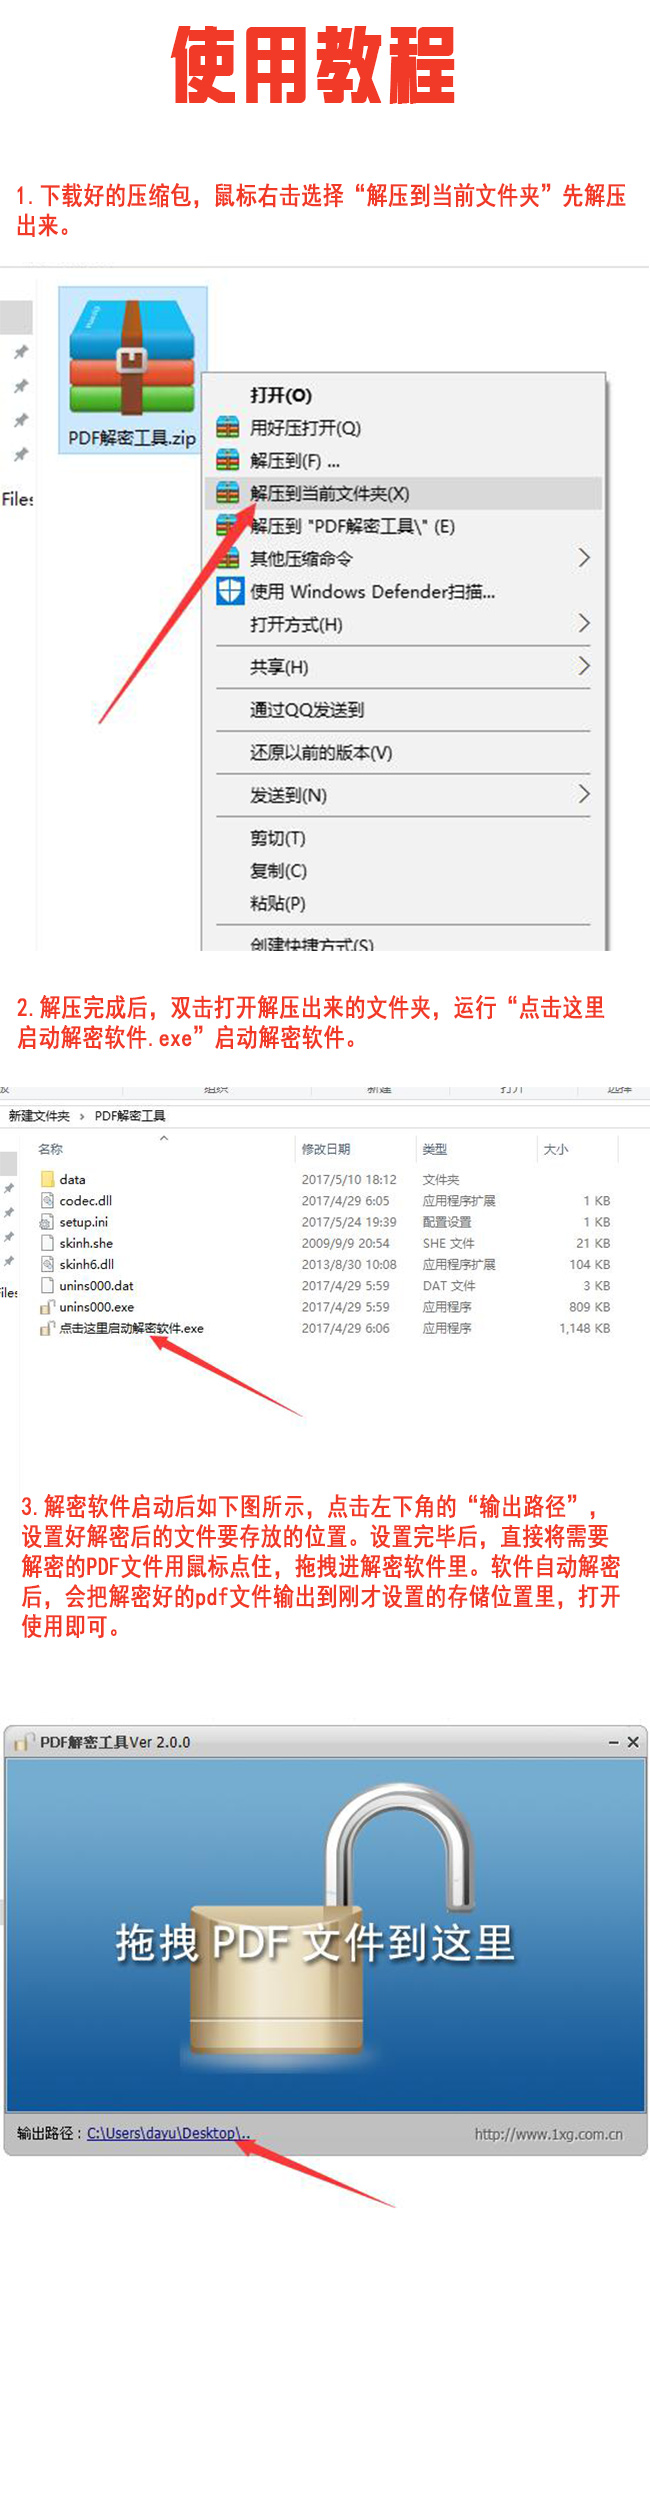 使用教程
1.下载好的压缩包，鼠标右击选择“解压到当前文件夹”先解压
出来。
PDF解密工具.zip
Files
打开(O)
用好压打开(Q)
解压到(F) ...
解压到当前文件夹(X)
解压到 "PDF解密工具\" (E)
其他压缩命令
使用 Windows Defender扫描...
打开方式(H)
共享(H)
通过QQ发送到
还原以前的版本(V)
发送到(N)
剪切(T)
复制(C)
粘贴(P)
创建快捷方式(S)
2.解压完成后，双击打开解压出来的文件夹，运行“点击这里
启动解密软件.exe”启动解密软件。
组织 新建 打开 选择
新建文件夹 › PDF解密工具
名称 修改日期 类型 大小
data 2017/5/10 18:12 文件夹
codec.dll 2017/4/29 6:05 应用程序扩展 1 KB
setup.ini 2017/5/24 19:39 配置设置 1 KB
skinh.she 2009/9/9 20:54 SHE 文件 21 KB
skinh6.dll 2013/8/30 10:08 应用程序扩展 104 KB
unins000.dat 2017/4/29 5:59 DAT 文件 3 KB
unins000.exe 2017/4/29 5:59 应用程序 809 KB
点击这里启动解密软件.exe 2017/4/29 6:06 应用程序 1,148 KB
iles
3.解密软件启动后如下图所示，点击左下角的“输出路径”，
设置好解密后的文件要存放的位置。设置完毕后，直接将需要
解密的PDF文件用鼠标点住，拖拽进解密软件里。软件自动解密
后，会把解密好的pdf文件输出到刚才设置的存储位置里，打开
使用即可。
PDF解密工具Ver 2.0.0
拖拽 PDF 文件到这里
输出路径：C:\Users\dayu\Desktop\.. http://www.1xg.com.cn